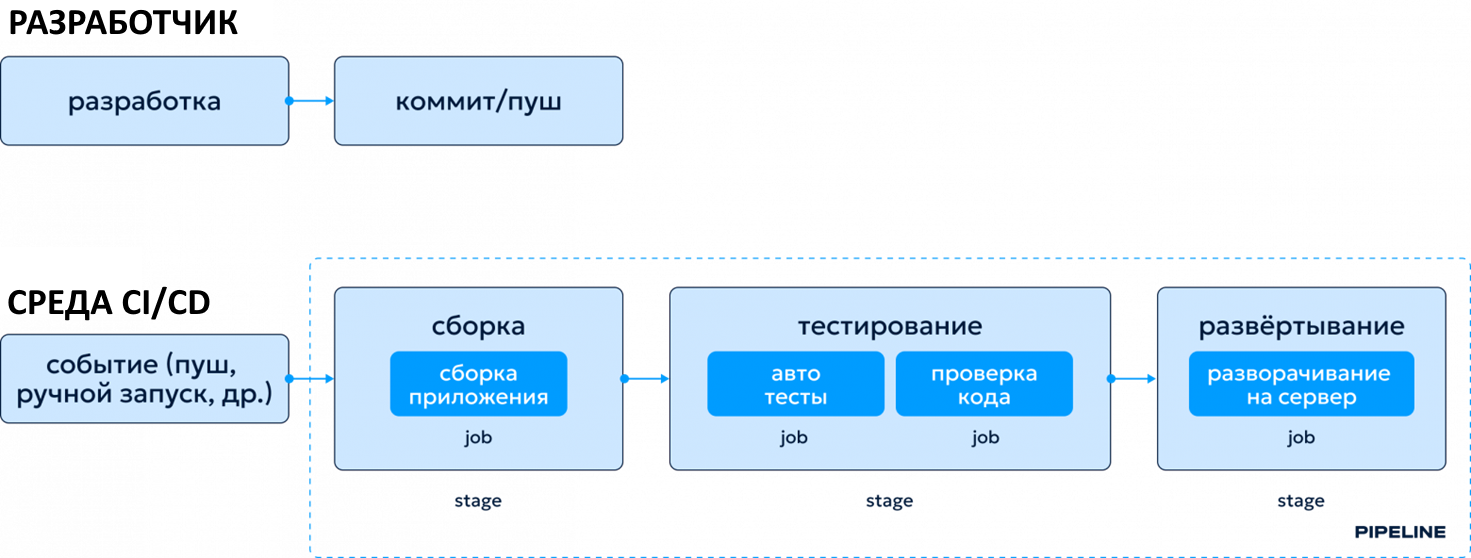 РАЗРАБОТЧИК
разработка
коммит/пуш
СРЕДА CI/CD
событие (пуш,
ручной запуск, др.)
сборка
сборка
приложения
job
stage
тестирование
авто
тесты
job
проверка
кода
job
stage
развёртывание
разворачивание
на сервер
job
stage
PIPELINE